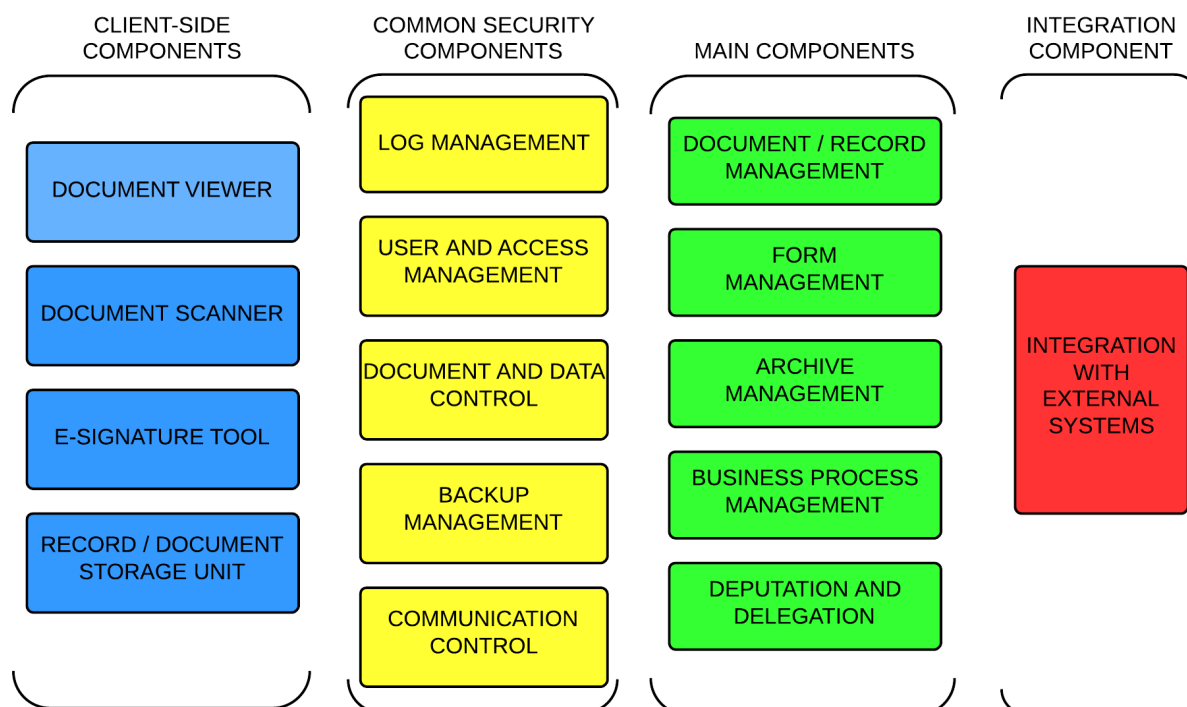 CLIENT-SIDE
COMPONENTS
DOCUMENT VIEWER
DOCUMENT SCANNER
E-SIGNATURE TOOL
RECORD / DOCUMENT
STORAGE UNIT
COMMON SECURITY
COMPONENTS
LOG MANAGEMENT
USER AND ACCESS
MANAGEMENT
DOCUMENT AND DATA
CONTROL
BACKUP
MANAGEMENT
COMMUNICATION
CONTROL
MAIN COMPONENTS
DOCUMENT / RECORD
MANAGEMENT
FORM
MANAGEMENT
ARCHIVE
MANAGEMENT
BUSINESS PROCESS
MANAGEMENT
DEPUTATION AND
DELEGATION
INTEGRATION
COMPONENT
INTEGRATION
WITH
EXTERNAL
SYSTEMS